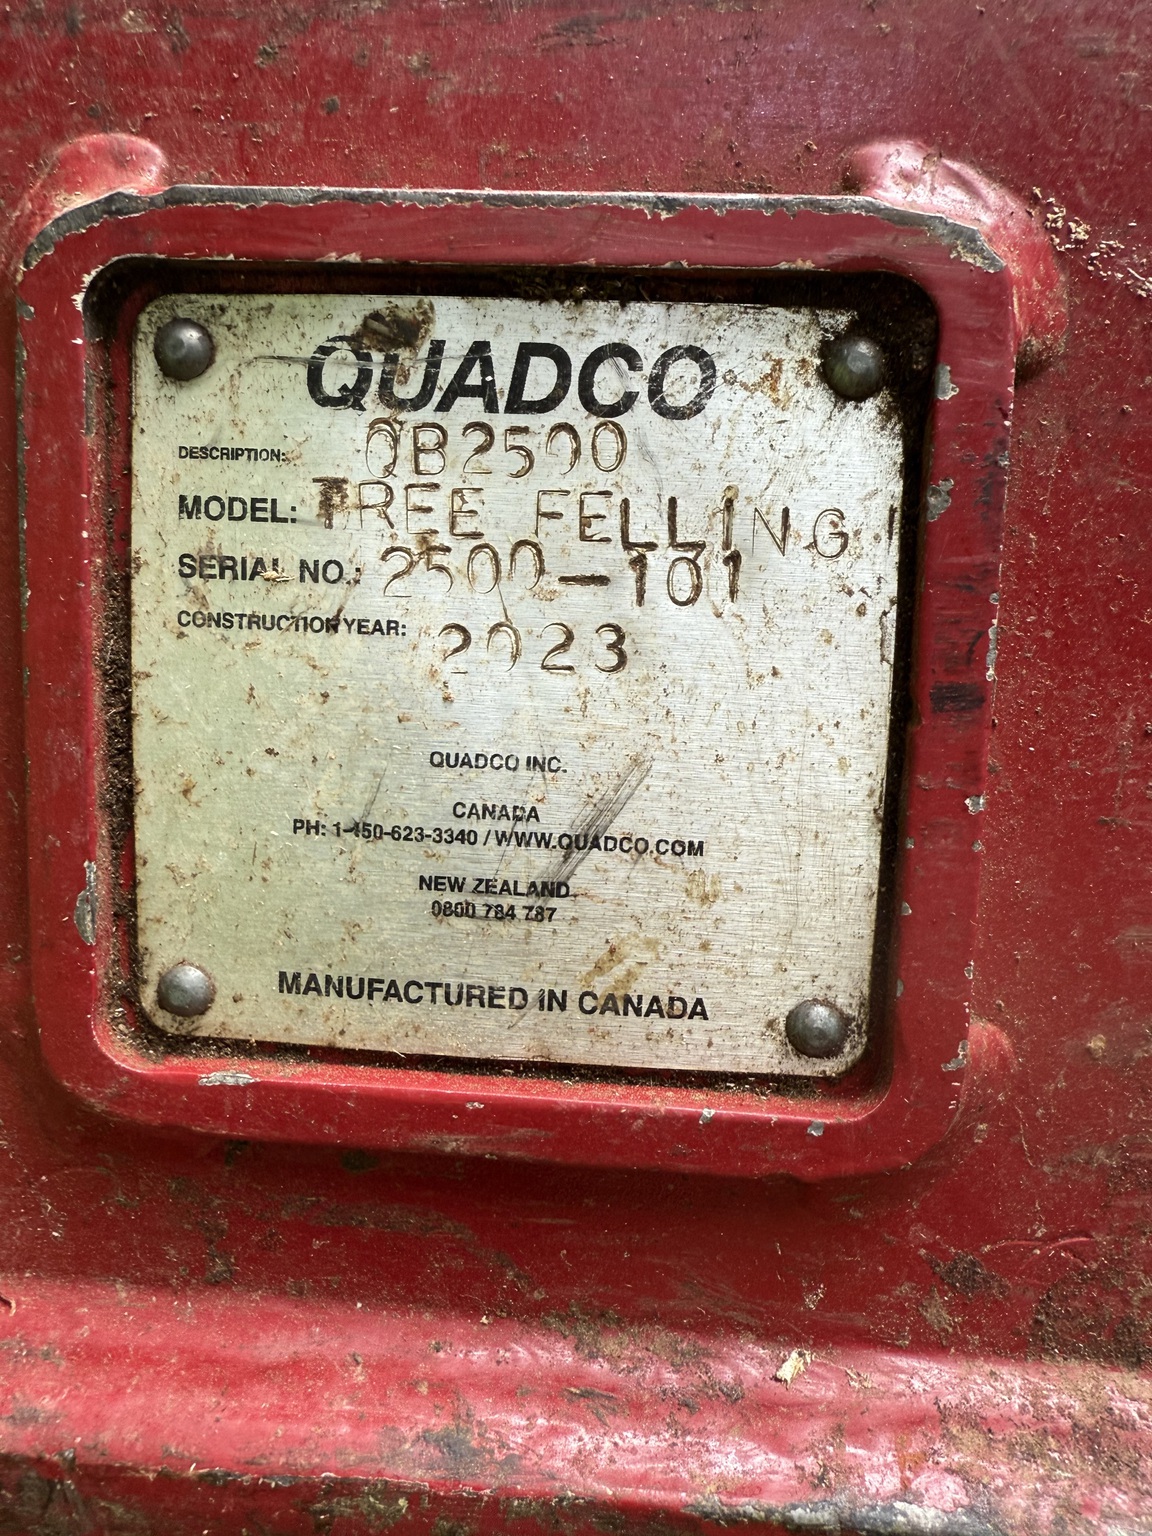 QUADCO
DESCRIPTION: QB2500
MODEL: TREE FELLING
SERIAL NO.: 2500-101
CONSTRUCTION YEAR: 2023
QUADCO INC.
CANADA
PH: 1-450-623-3340 / WWW.QUADCO.COM
NEW ZEALAND
0800 784 787
MANUFACTURED IN CANADA